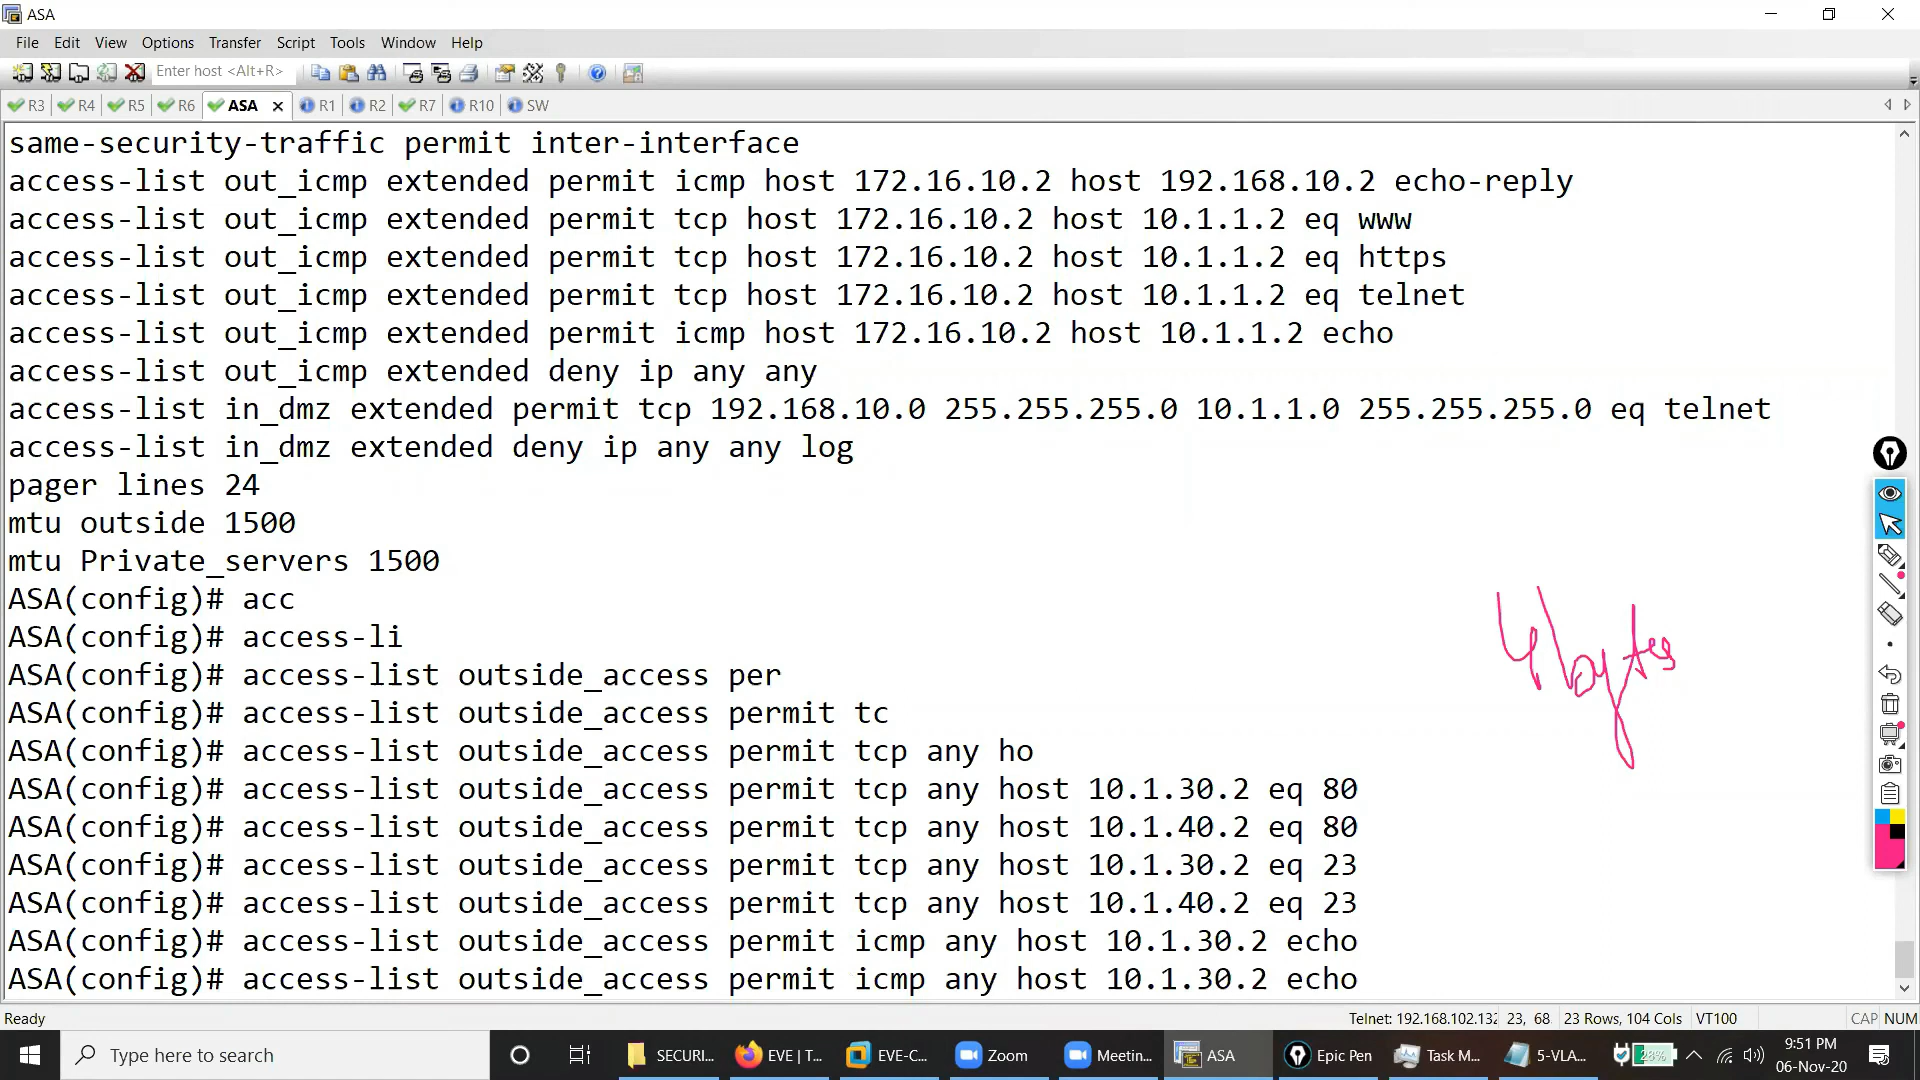 ASA
File Edit View Options Transfer Script Tools Window Help
Enter host <Alt+R>
R3 R4 R5 R6 ASA R1 R2 R7 R10 SW
same-security-traffic permit inter-interface
access-list out_icmp extended permit icmp host 172.16.10.2 host 192.168.10.2 echo-reply
access-list out_icmp extended permit tcp host 172.16.10.2 host 10.1.1.2 eq www
access-list out_icmp extended permit tcp host 172.16.10.2 host 10.1.1.2 eq https
access-list out_icmp extended permit tcp host 172.16.10.2 host 10.1.1.2 eq telnet
access-list out_icmp extended permit icmp host 172.16.10.2 host 10.1.1.2 echo
access-list out_icmp extended deny ip any any
access-list in_dmz extended permit tcp 192.168.10.0 255.255.255.0 10.1.1.0 255.255.255.0 eq telnet
access-list in_dmz extended deny ip any any log
pager lines 24
mtu outside 1500
mtu Private_servers 1500
ASA(config)# acc
ASA(config)# access-li
ASA(config)# access-list outside_access per
ASA(config)# access-list outside_access permit tc
ASA(config)# access-list outside_access permit tcp any ho
ASA(config)# access-list outside_access permit tcp any host 10.1.30.2 eq 80
ASA(config)# access-list outside_access permit tcp any host 10.1.40.2 eq 80
ASA(config)# access-list outside_access permit tcp any host 10.1.30.2 eq 23
ASA(config)# access-list outside_access permit tcp any host 10.1.40.2 eq 23
ASA(config)# access-list outside_access permit icmp any host 10.1.30.2 echo
ASA(config)# access-list outside_access permit icmp any host 10.1.30.2 echo
4bytes
Ready Telnet: 192.168.102.132 23, 68 23 Rows, 104 Cols VT100 CAP NUM
Type here to search SECURI... EVE | T... EVE-C... Zoom Meetin... ASA Epic Pen Task M... 5-VLA... 28% 9:51 PM
06-Nov-20